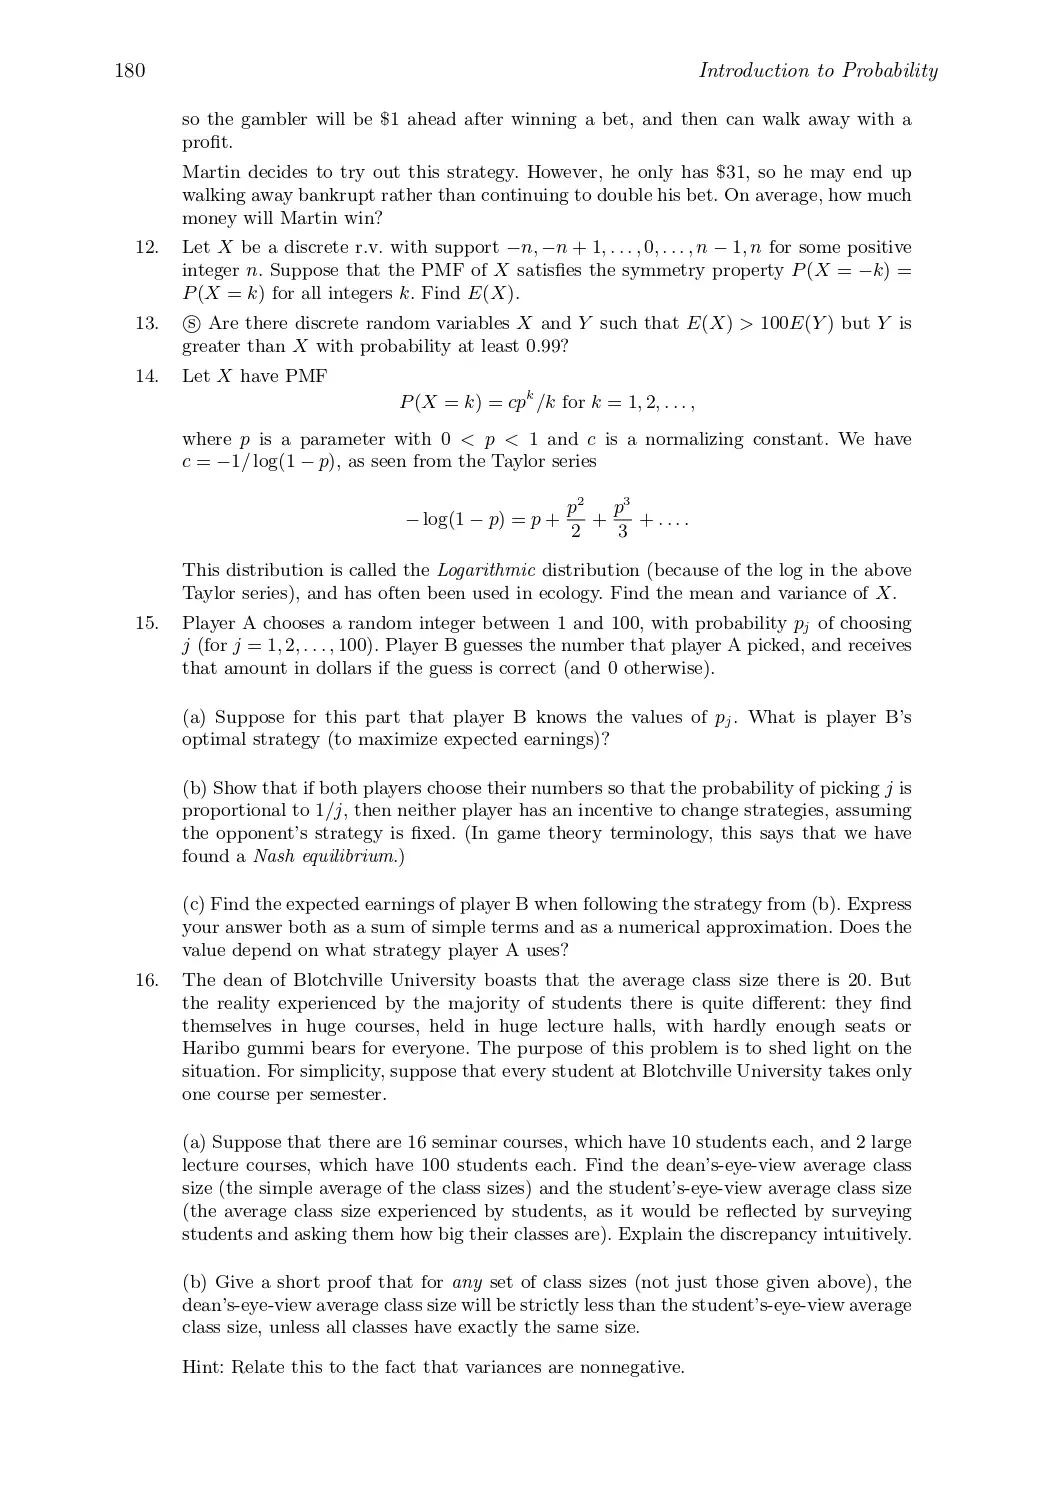 180 Introduction to Probability
so the gambler will be $1 ahead after winning a bet, and then can walk away with a
profit.
Martin decides to try out this strategy. However, he only has $31, so he may end up
walking away bankrupt rather than continuing to double his bet. On average, how much
money will Martin win?
12. Let X be a discrete r.v. with support −n, −n + 1, . . . , 0, . . . , n − 1, n for some positive
integer n. Suppose that the PMF of X satisfies the symmetry property P(X = −k) =
P(X = k) for all integers k. Find E(X).
13. ⓢ Are there discrete random variables X and Y such that E(X) > 100E(Y) but Y is
greater than X with probability at least 0.99?
14. Let X have PMF
P(X = k) = cp^k/k for k = 1, 2, . . . ,
where p is a parameter with 0 < p < 1 and c is a normalizing constant. We have
c = −1/ log(1 − p), as seen from the Taylor series
− log(1 − p) = p + p²/2 + p³/3 + . . . .
This distribution is called the Logarithmic distribution (because of the log in the above
Taylor series), and has often been used in ecology. Find the mean and variance of X.
15. Player A chooses a random integer between 1 and 100, with probability p_j of choosing
j (for j = 1, 2, . . . , 100). Player B guesses the number that player A picked, and receives
that amount in dollars if the guess is correct (and 0 otherwise).
(a) Suppose for this part that player B knows the values of p_j. What is player B's
optimal strategy (to maximize expected earnings)?
(b) Show that if both players choose their numbers so that the probability of picking j is
proportional to 1/j, then neither player has an incentive to change strategies, assuming
the opponent's strategy is fixed. (In game theory terminology, this says that we have
found a Nash equilibrium.)
(c) Find the expected earnings of player B when following the strategy from (b). Express
your answer both as a sum of simple terms and as a numerical approximation. Does the
value depend on what strategy player A uses?
16. The dean of Blotchville University boasts that the average class size there is 20. But
the reality experienced by the majority of students there is quite different: they find
themselves in huge courses, held in huge lecture halls, with hardly enough seats or
Haribo gummi bears for everyone. The purpose of this problem is to shed light on the
situation. For simplicity, suppose that every student at Blotchville University takes only
one course per semester.
(a) Suppose that there are 16 seminar courses, which have 10 students each, and 2 large
lecture courses, which have 100 students each. Find the dean's-eye-view average class
size (the simple average of the class sizes) and the student's-eye-view average class size
(the average class size experienced by students, as it would be reflected by surveying
students and asking them how big their classes are). Explain the discrepancy intuitively.
(b) Give a short proof that for any set of class sizes (not just those given above), the
dean's-eye-view average class size will be strictly less than the student's-eye-view average
class size, unless all classes have exactly the same size.
Hint: Relate this to the fact that variances are nonnegative.